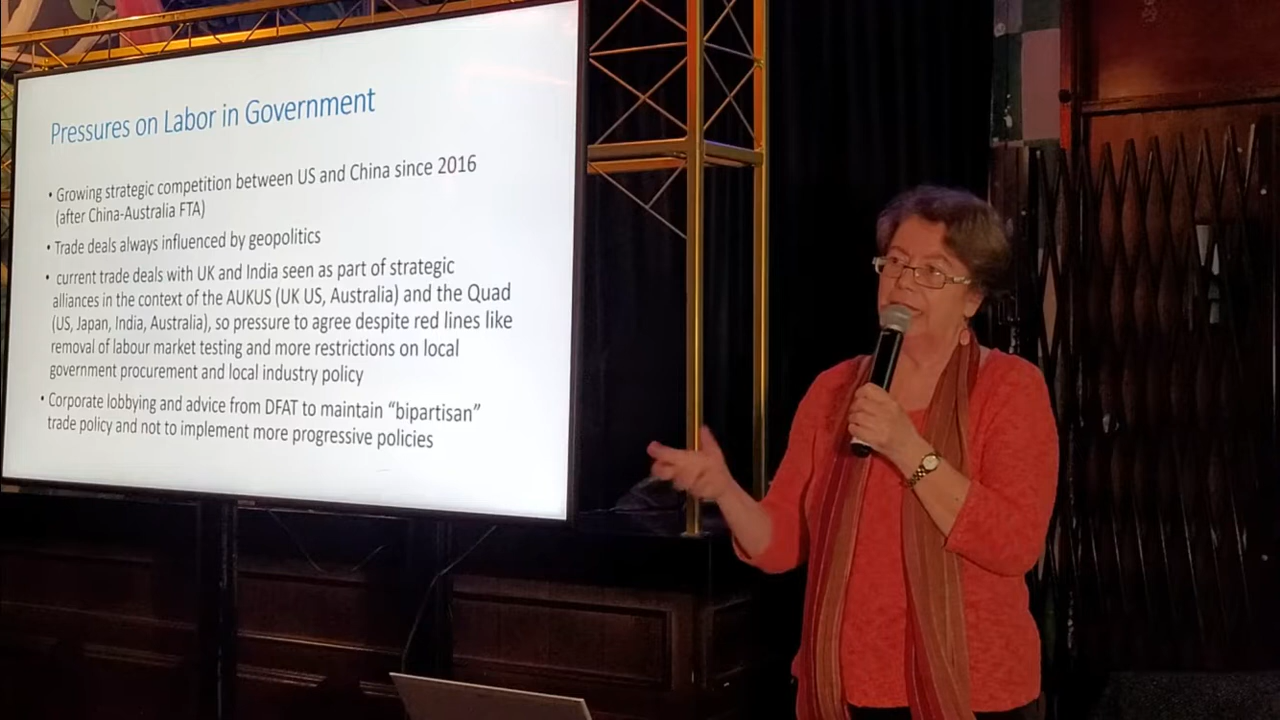 Pressures on Labor in Government
• Growing strategic competition between US and China since 2016
(after China-Australia FTA)
• Trade deals always influenced by geopolitics
• current trade deals with UK and India seen as part of strategic
alliances in the context of the AUKUS (UK US, Australia) and the Quad
(US, Japan, India, Australia), so pressure to agree despite red lines like
removal of labour market testing and more restrictions on local
government procurement and local industry policy
• Corporate lobbying and advice from DFAT to maintain “bipartisan”
trade policy and not to implement more progressive policies